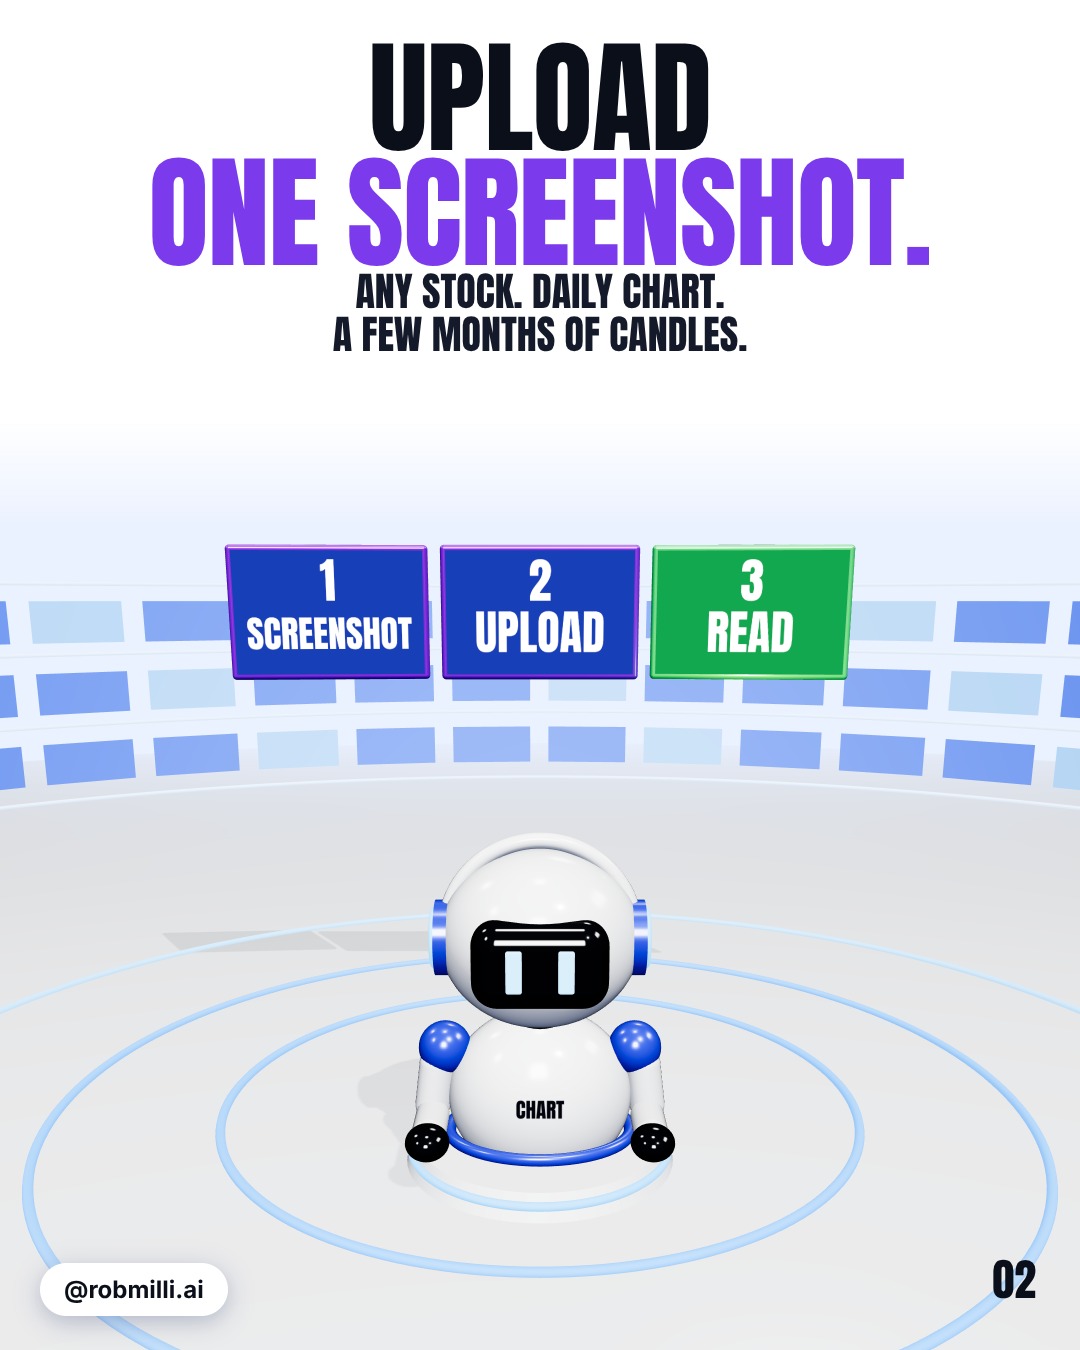 UPLOAD
ONE SCREENSHOT.
ANY STOCK. DAILY CHART.
A FEW MONTHS OF CANDLES.
1
SCREENSHOT
2
UPLOAD
3
READ
CHART
@robmilli.ai
02